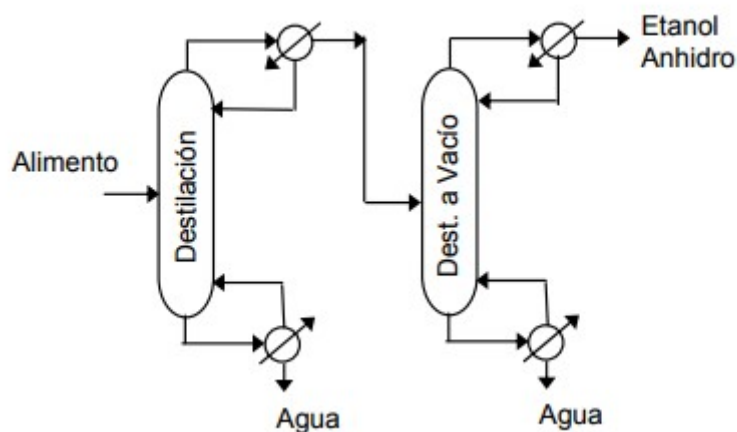 Alimento
Destilación
Agua
Dest. a Vacío
Etanol
Anhidro
Agua